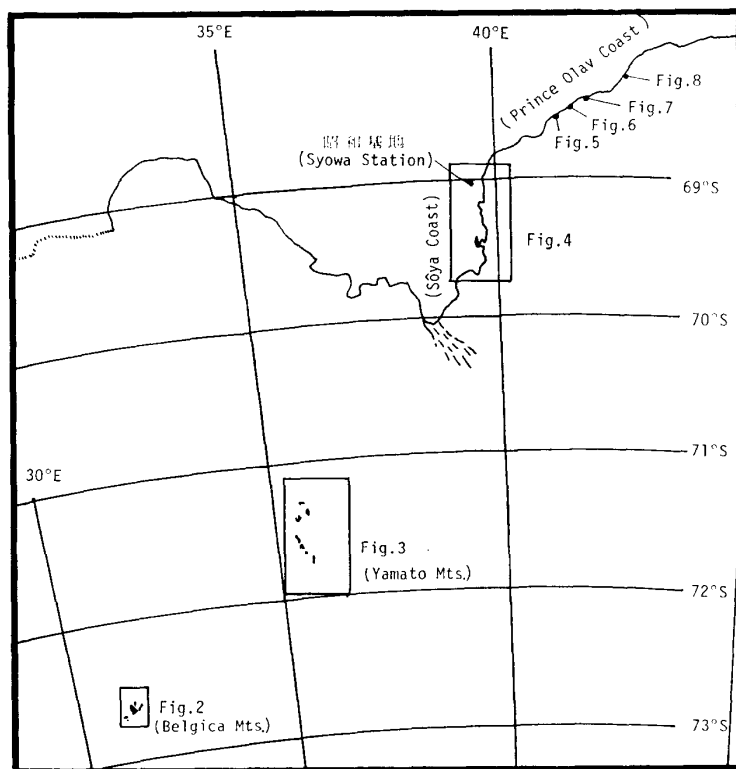 35°E
40°E
(Prince Olav Coast)
Fig.8
Fig.7
Fig.6
Fig.5
昭和基地
(Syowa Station)
69°S
(Sôya Coast)
Fig.4
70°S
71°S
30°E
Fig.3
(Yamato Mts.)
72°S
Fig.2
(Belgica Mts.)
73°S